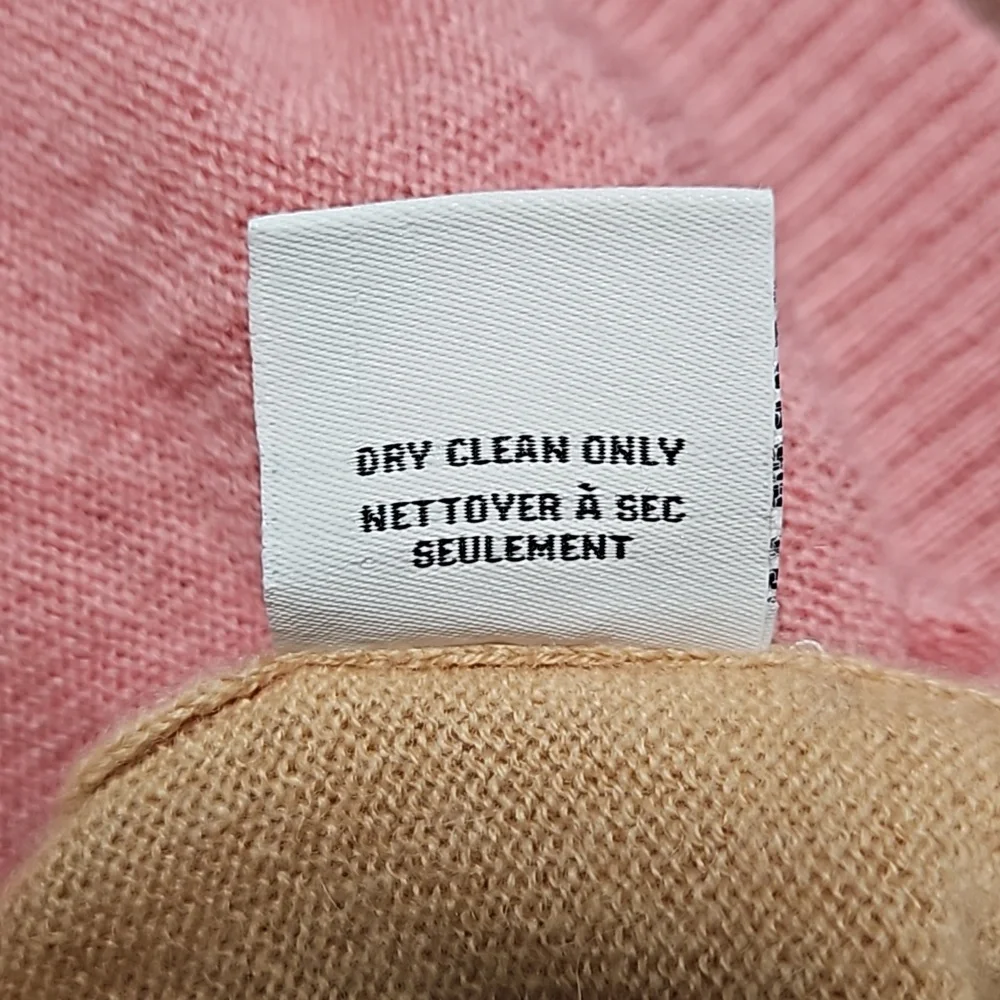 DRY CLEAN ONLY
NETTOYER À SEC
SEULEMENT